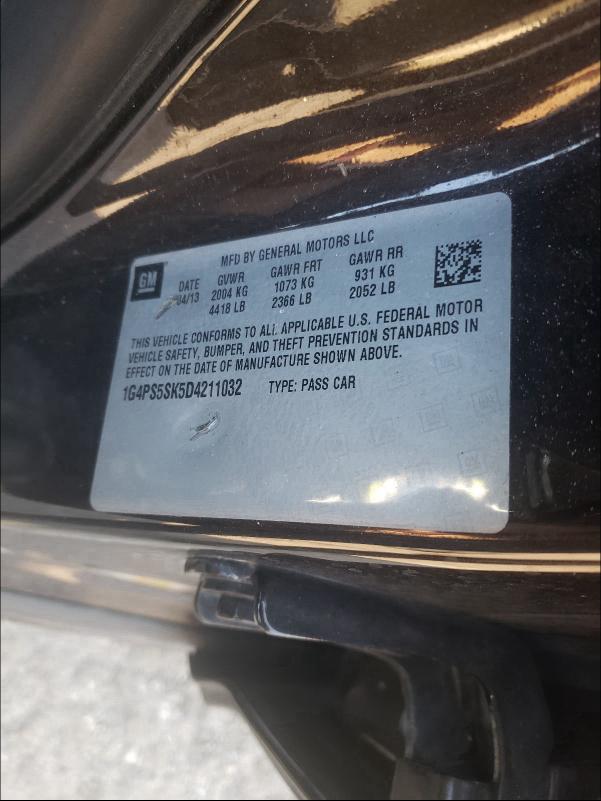 GM
MFD BY GENERAL MOTORS LLC
DATE GVWR GAWR FRT GAWR RR
04/13 2004 KG 1073 KG 931 KG
4418 LB 2366 LB 2052 LB
THIS VEHICLE CONFORMS TO ALL APPLICABLE U.S. FEDERAL MOTOR
VEHICLE SAFETY, BUMPER, AND THEFT PREVENTION STANDARDS IN
EFFECT ON THE DATE OF MANUFACTURE SHOWN ABOVE.
1G4PS5SK5D4211032 TYPE: PASS CAR